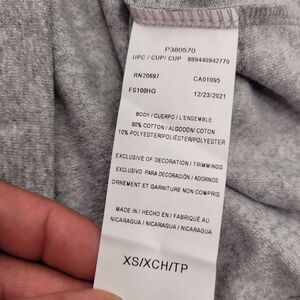 P380570
UPC / CUP / CUP 889440942770
RN20697 CA01095
FS100HG 12/23/2021
BODY / CUERPO / L'ENSEMBLE
90% COTTON / ALGODÓN/ COTON
10% POLYESTER/POLIÉSTER/POLYESTER
EXCLUSIVE OF DECORATION / TRIMMINGS
EXCLUSIVO PARA DECORACIÓN / ADORNOS
ORNEMENT ET GARNITURE NON COMPRIS
MADE IN / HECHO EN / FABRIQUÉ AU
NICARAGUA / NICARAGUA / NICARAGUA
XS/XCH/TP